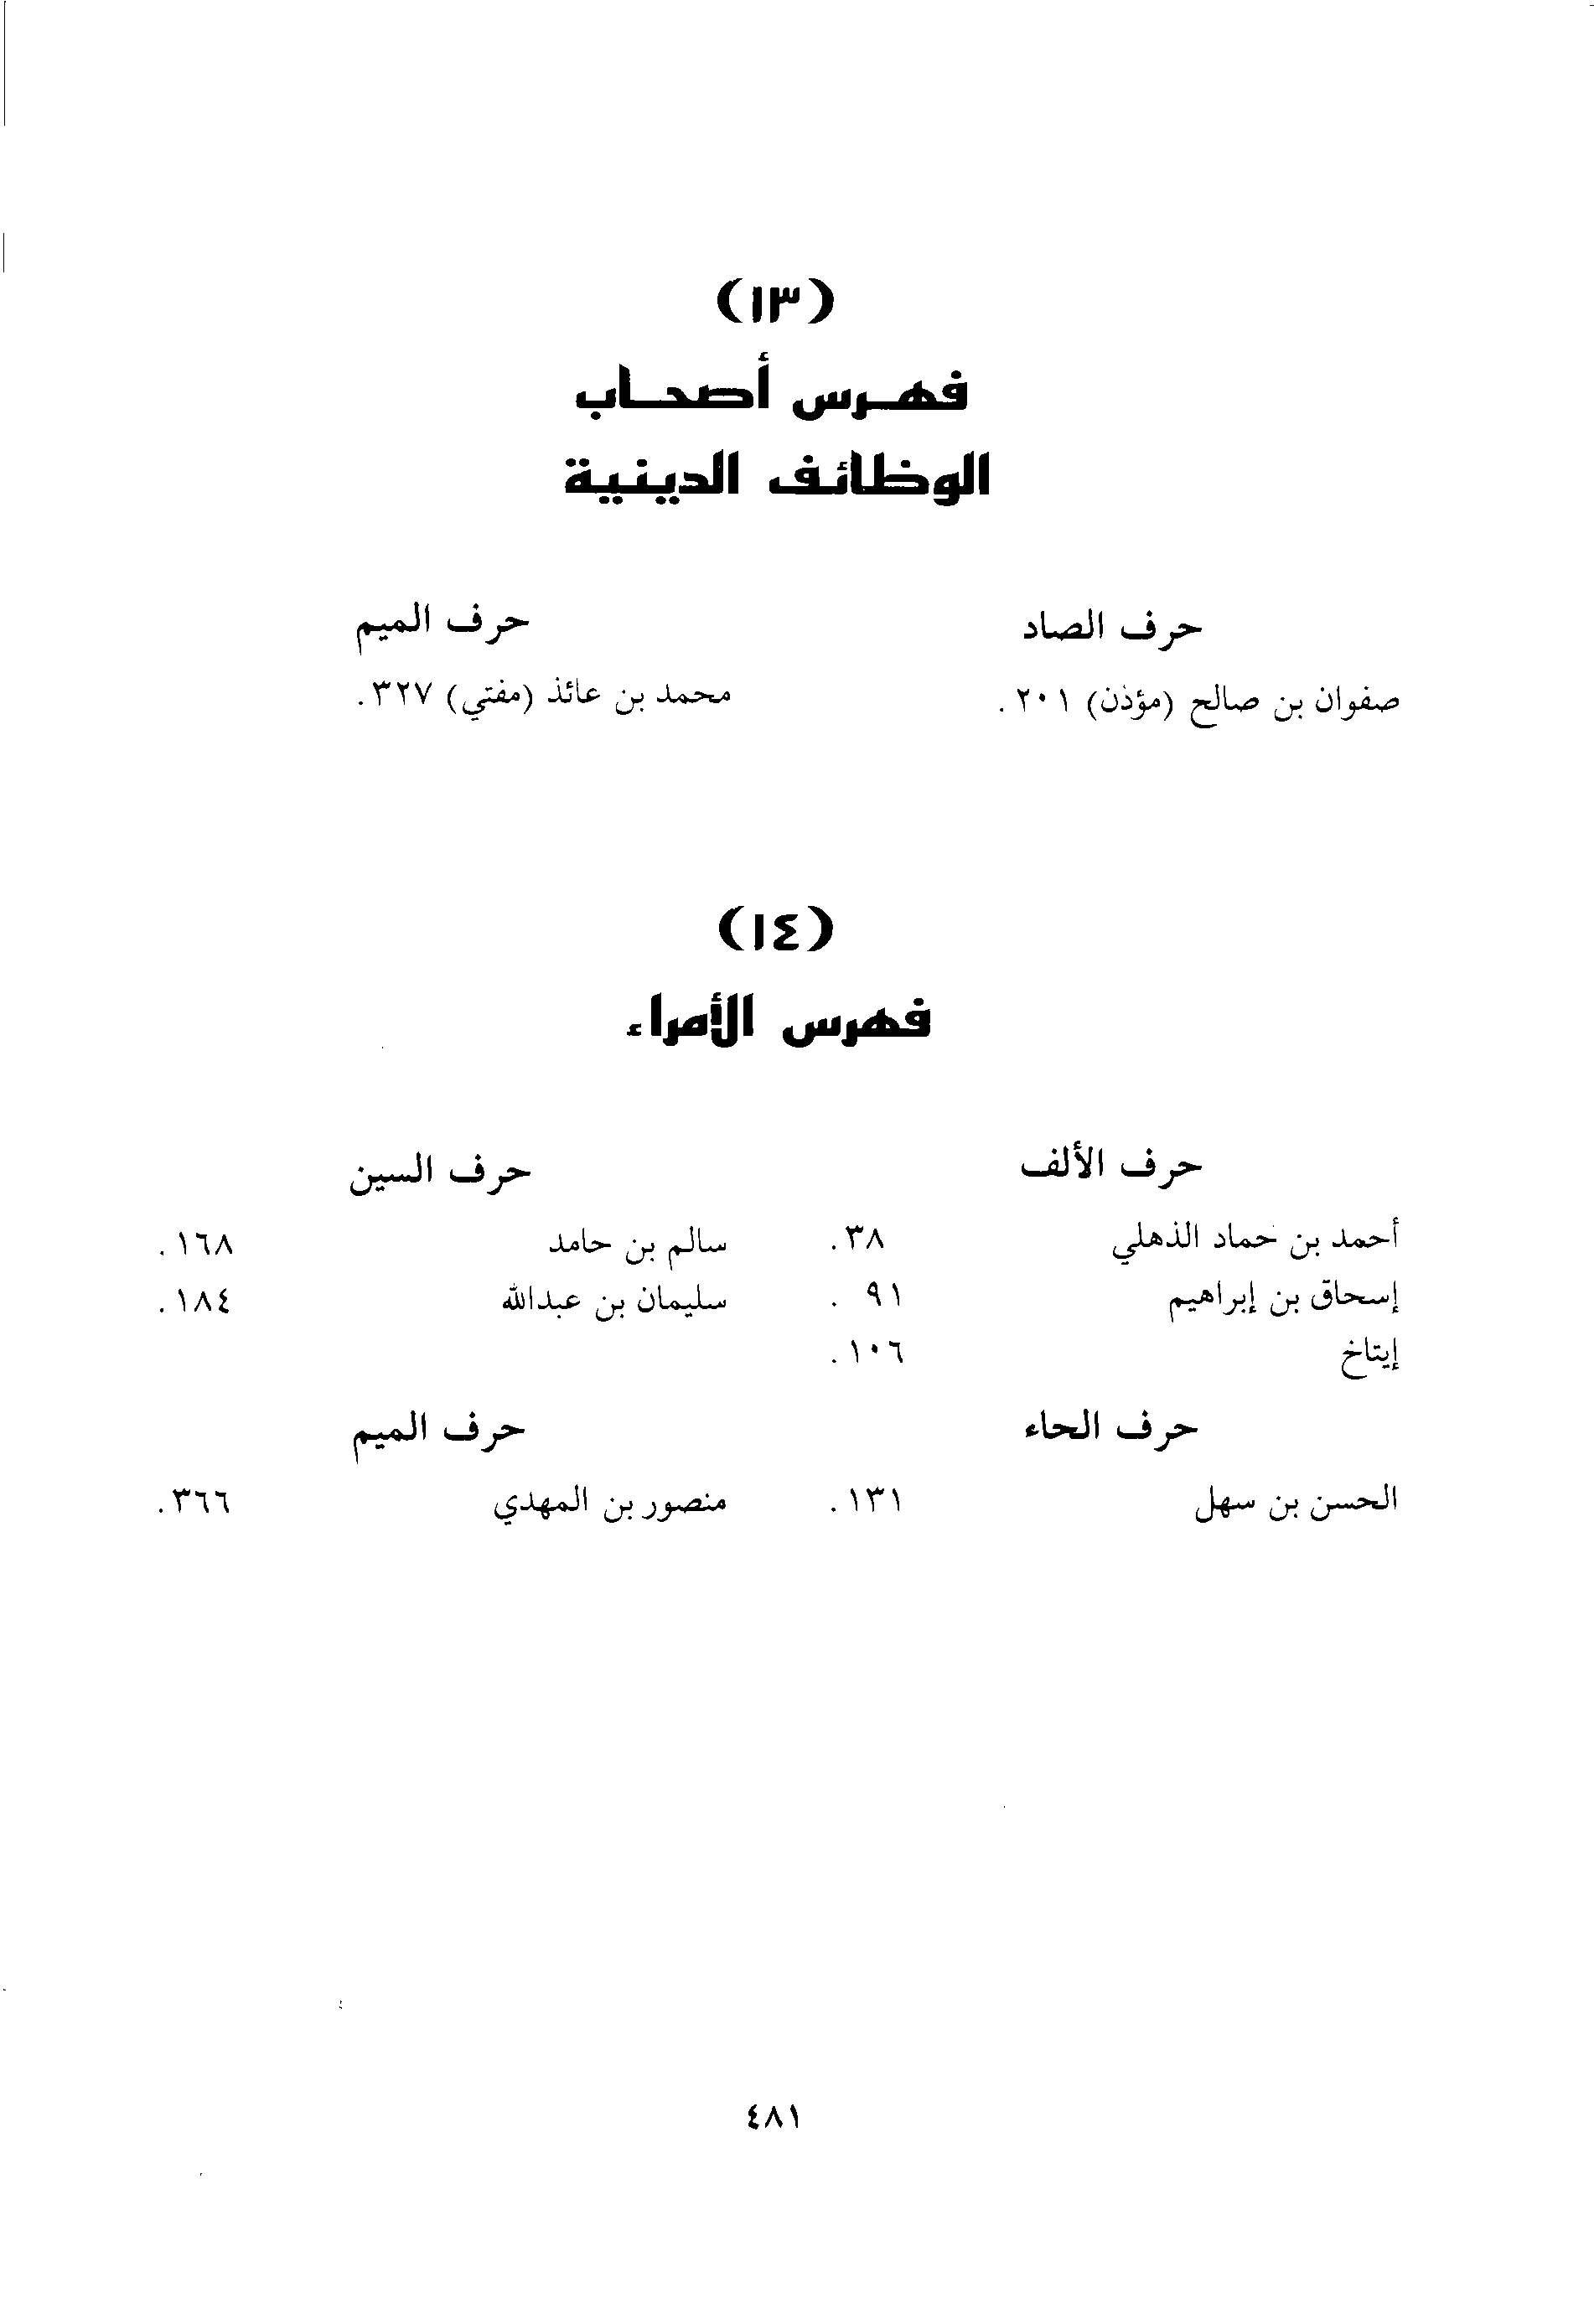 (١٣)
فهرس أصحاب
الوظائف الدينية
حرف الصاد
صفوان بن صالح (مؤذن) ٢٠١ .
حرف الميم
محمد بن عائذ (مفتي) ٣٢٧ .
(١٤)
فهرس الأمراء
حرف الألف
أحمد بن حماد الذهلي ٣٨ .
إسحاق بن إبراهيم ٩١ .
إيتاخ ١٠٦ .
حرف الحاء
الحسن بن سهل ١٣١ .
حرف السين
سالم بن حامد ١٦٨ .
سليمان بن عبدالله ١٨٤ .
حرف الميم
منصور بن المهدي ٣٦٦ .
٤٨١